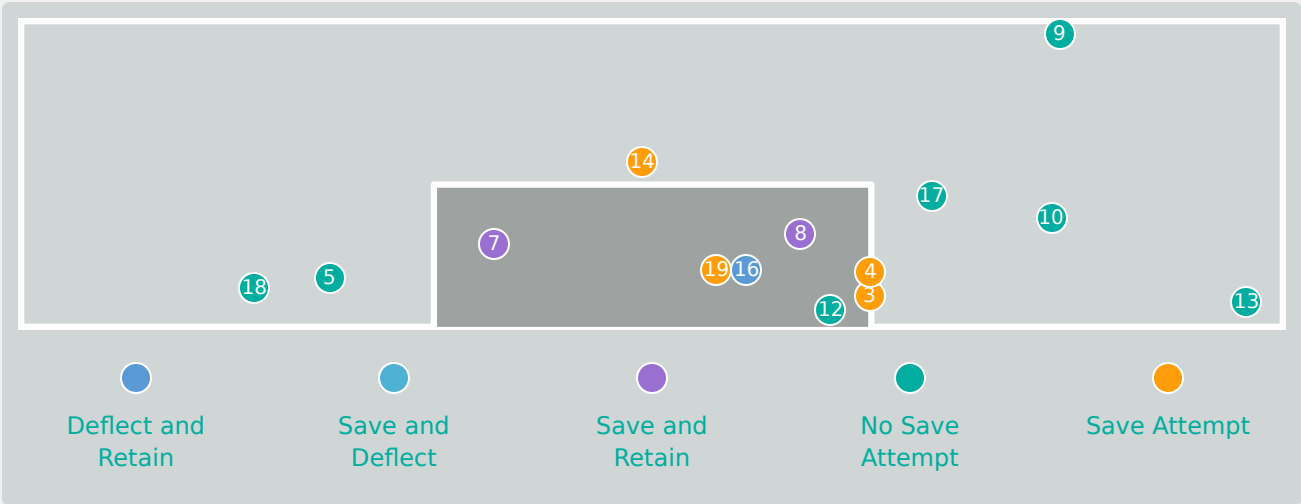 9
14
17
10
8
7
19 16
4
5
18
3
13
12
Deflect and
Retain
Save and
Deflect
Save and
Retain
No Save
Attempt
Save Attempt